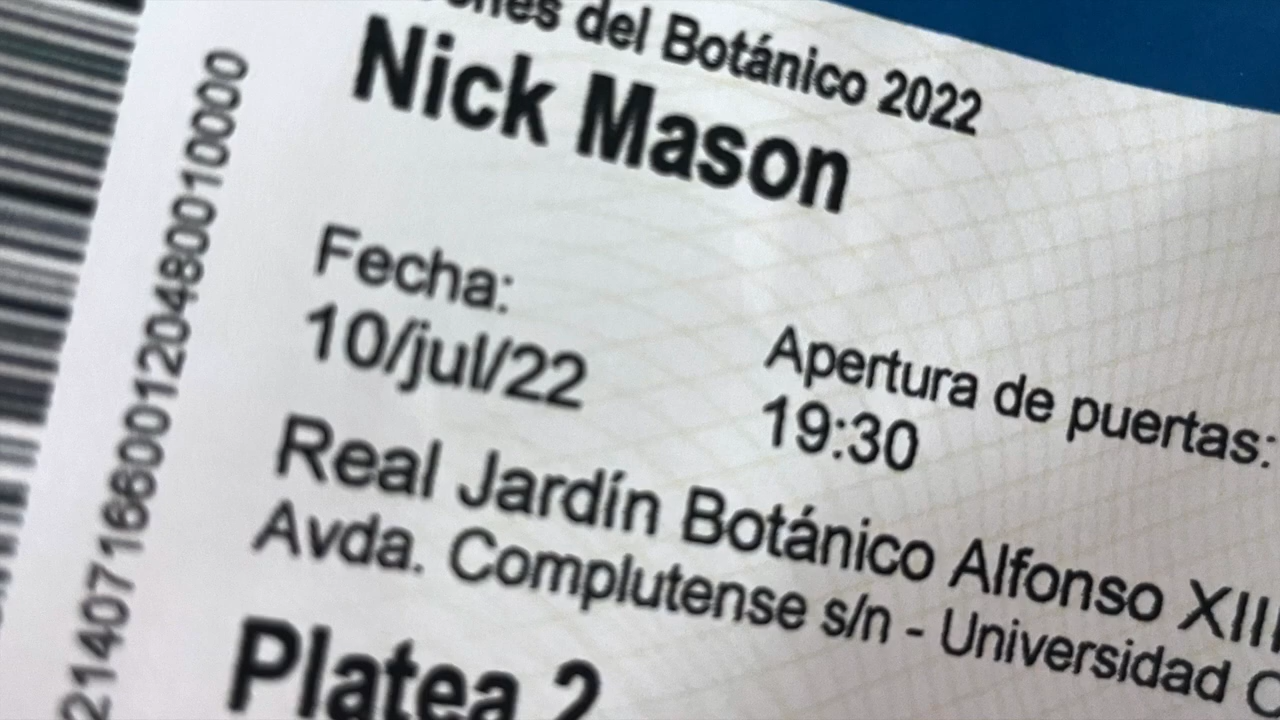 del Botánico 2022
Nick Mason
Fecha:
10/jul/22
Apertura de puertas:
19:30
Real Jardín Botánico Alfonso XIII
Avda. Complutense s/n - Universidad
Platea 2
2140716600120480010000